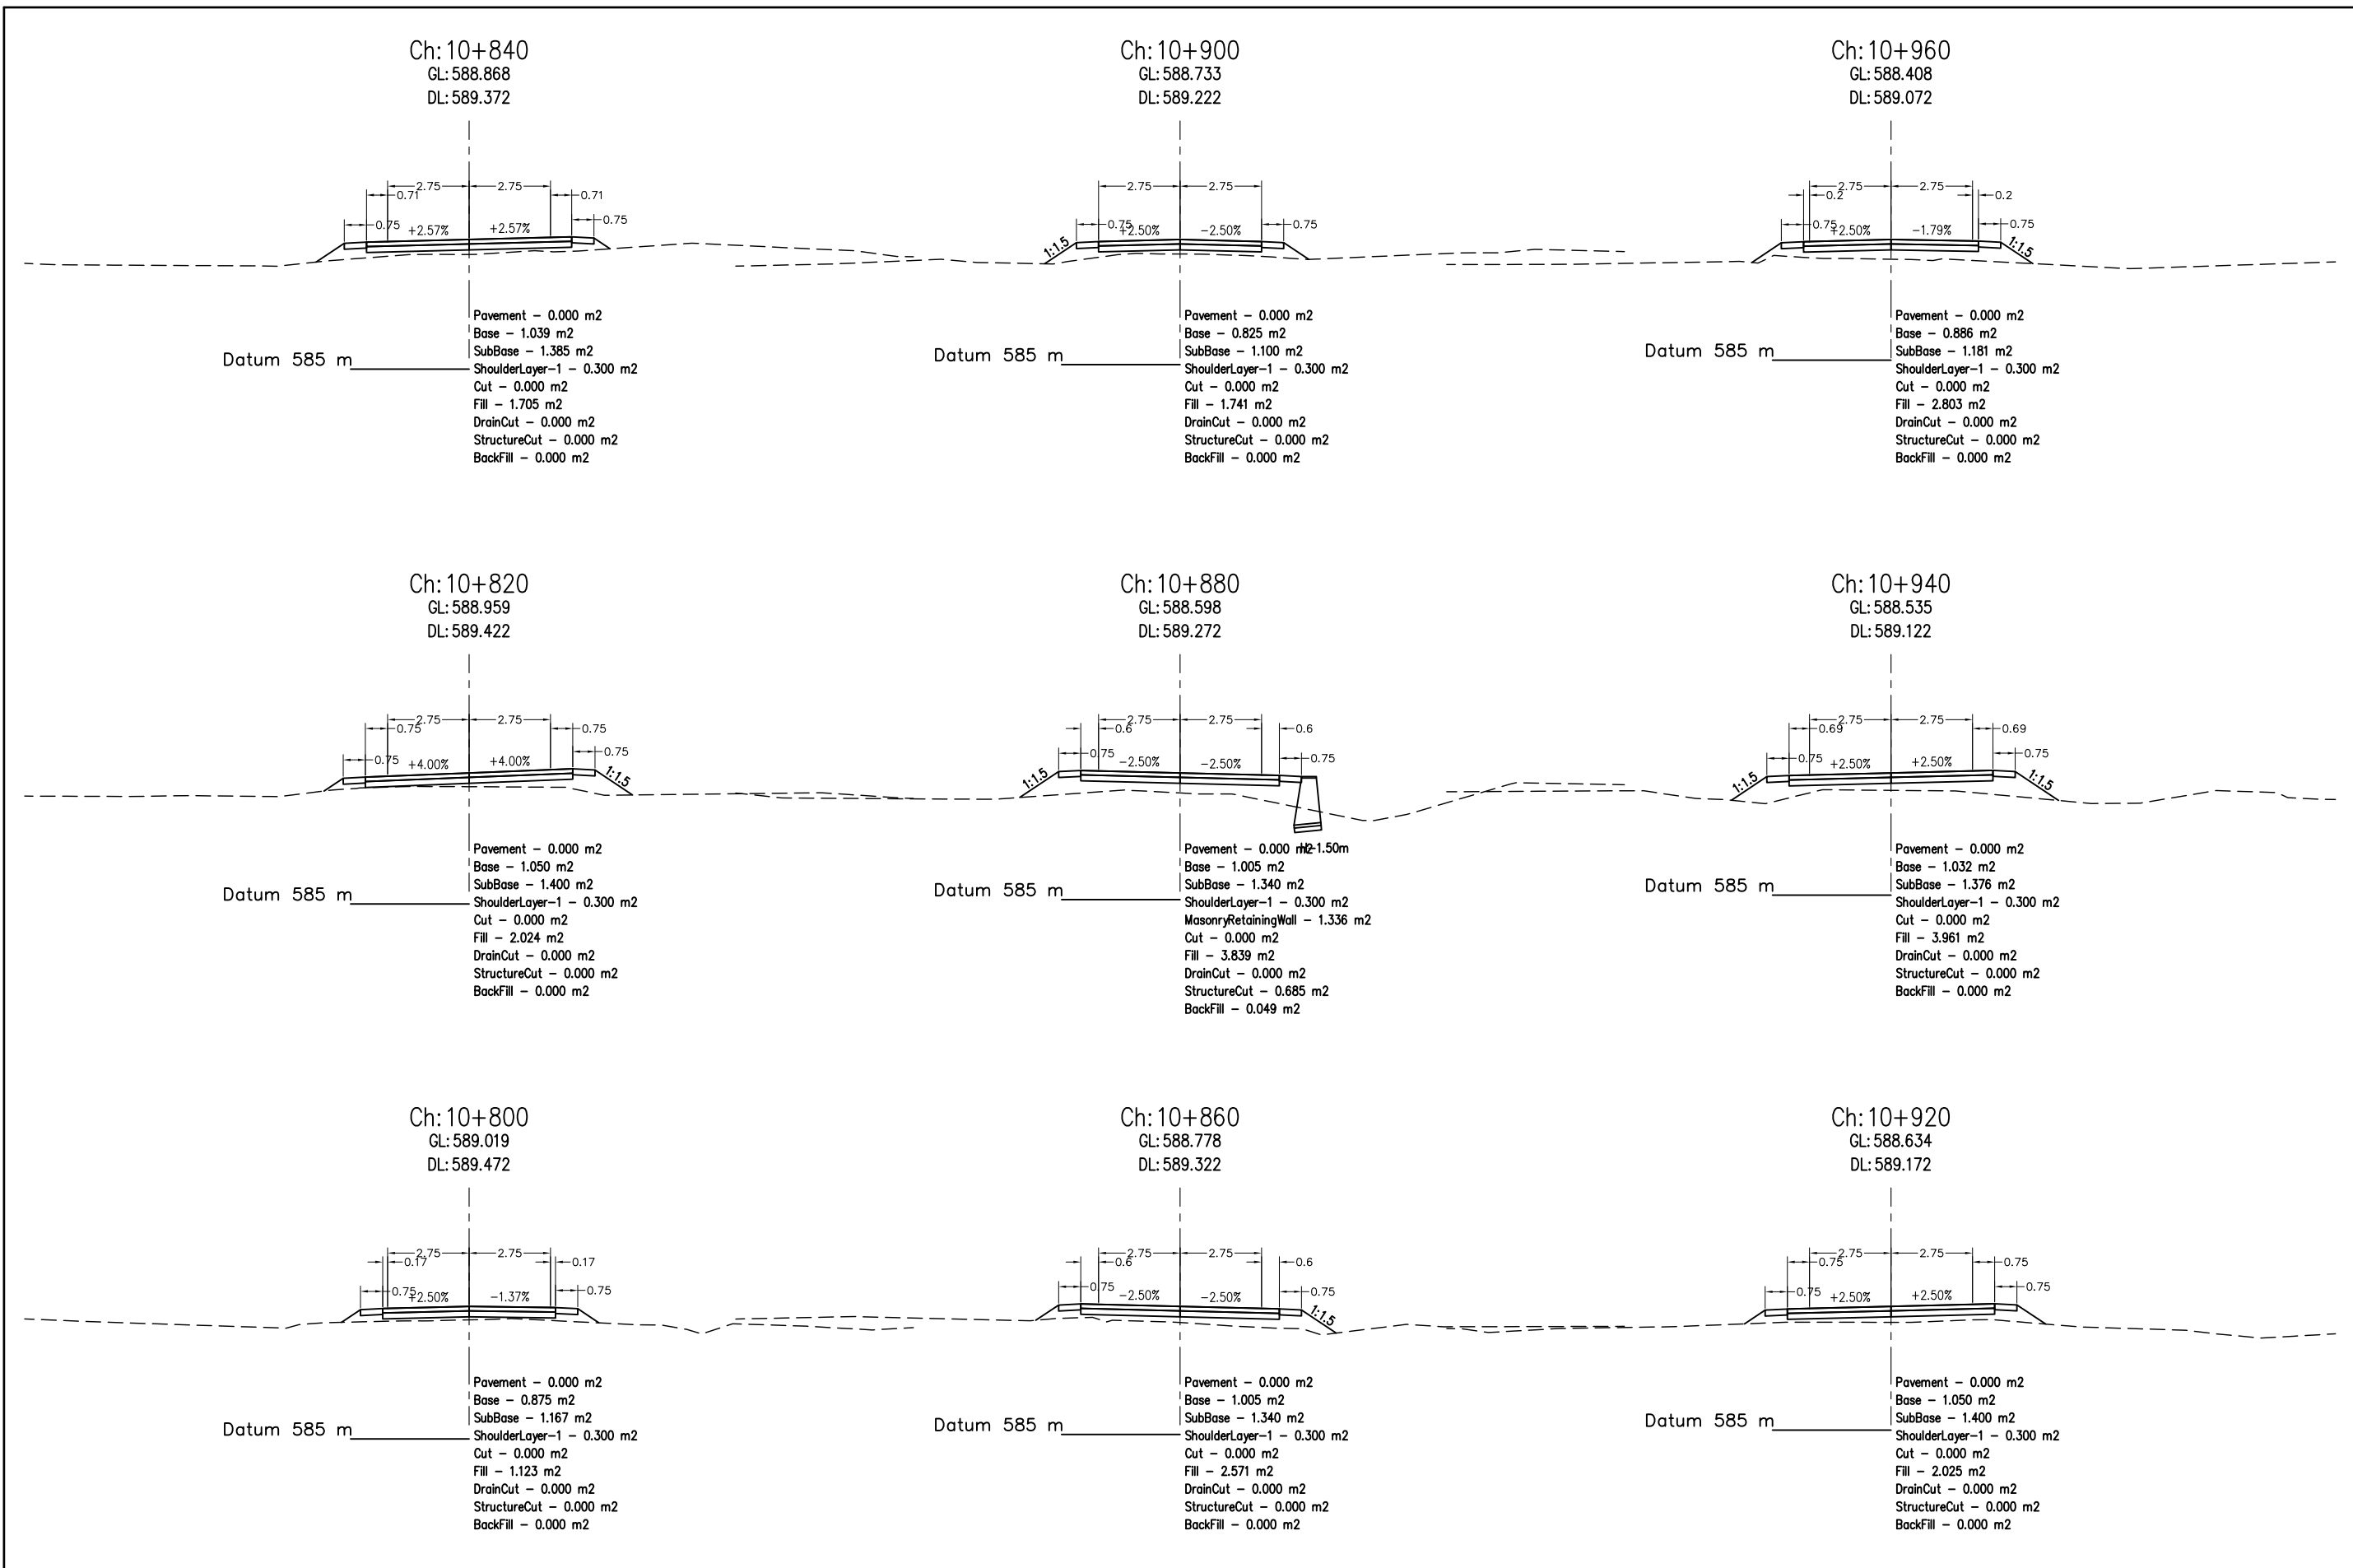 Ch: 10+840
GL: 588.868
DL: 589.372
2.75
2.75
0.71
0.71
0.75
0.75
+2.57%
+2.57%
Datum 585 m
Pavement - 0.000 m2
Base - 1.039 m2
SubBase - 1.385 m2
ShoulderLayer-1 - 0.300 m2
Cut - 0.000 m2
Fill - 1.705 m2
DrainCut - 0.000 m2
StructureCut - 0.000 m2
BackFill - 0.000 m2
Ch: 10+900
GL: 588.733
DL: 589.222
2.75
2.75
0.75
0.75
+2.50%
-2.50%
1:1.5
Datum 585 m
Pavement - 0.000 m2
Base - 0.825 m2
SubBase - 1.100 m2
ShoulderLayer-1 - 0.300 m2
Cut - 0.000 m2
Fill - 1.741 m2
DrainCut - 0.000 m2
StructureCut - 0.000 m2
BackFill - 0.000 m2
Ch: 10+960
GL: 588.408
DL: 589.072
2.75
2.75
0.2
0.2
0.75
0.75
+2.50%
-1.79%
1:1.5
Datum 585 m
Pavement - 0.000 m2
Base - 0.886 m2
SubBase - 1.181 m2
ShoulderLayer-1 - 0.300 m2
Cut - 0.000 m2
Fill - 2.803 m2
DrainCut - 0.000 m2
StructureCut - 0.000 m2
BackFill - 0.000 m2
Ch: 10+820
GL: 588.959
DL: 589.422
2.75
2.75
0.75
0.75
0.75
0.75
+4.00%
+4.00%
1:1.5
Datum 585 m
Pavement - 0.000 m2
Base - 1.050 m2
SubBase - 1.400 m2
ShoulderLayer-1 - 0.300 m2
Cut - 0.000 m2
Fill - 2.024 m2
DrainCut - 0.000 m2
StructureCut - 0.000 m2
BackFill - 0.000 m2
Ch: 10+880
GL: 588.598
DL: 589.272
2.75
2.75
0.6
0.6
0.75
0.75
-2.50%
-2.50%
1:1.5
Datum 585 m
Pavement - 0.000 m2
H-1.50m
Base - 1.005 m2
SubBase - 1.340 m2
ShoulderLayer-1 - 0.300 m2
MasonryRetainingWall - 1.336 m2
Cut - 0.000 m2
Fill - 3.839 m2
DrainCut - 0.000 m2
StructureCut - 0.685 m2
BackFill - 0.049 m2
Ch: 10+940
GL: 588.535
DL: 589.122
2.75
2.75
0.69
0.69
0.75
0.75
+2.50%
+2.50%
1:1.5
1:1.5
Datum 585 m
Pavement - 0.000 m2
Base - 1.032 m2
SubBase - 1.376 m2
ShoulderLayer-1 - 0.300 m2
Cut - 0.000 m2
Fill - 3.961 m2
DrainCut - 0.000 m2
StructureCut - 0.000 m2
BackFill - 0.000 m2
Ch: 10+800
GL: 589.019
DL: 589.472
2.75
2.75
0.17
0.17
0.75
0.75
+2.50%
-1.37%
Datum 585 m
Pavement - 0.000 m2
Base - 0.875 m2
SubBase - 1.167 m2
ShoulderLayer-1 - 0.300 m2
Cut - 0.000 m2
Fill - 1.123 m2
DrainCut - 0.000 m2
StructureCut - 0.000 m2
BackFill - 0.000 m2
Ch: 10+860
GL: 588.778
DL: 589.322
2.75
2.75
0.6
0.6
0.75
0.75
-2.50%
-2.50%
1:1.5
Datum 585 m
Pavement - 0.000 m2
Base - 1.005 m2
SubBase - 1.340 m2
ShoulderLayer-1 - 0.300 m2
Cut - 0.000 m2
Fill - 2.571 m2
DrainCut - 0.000 m2
StructureCut - 0.000 m2
BackFill - 0.000 m2
Ch: 10+920
GL: 588.634
DL: 589.172
2.75
2.75
0.75
0.75
0.75
0.75
+2.50%
+2.50%
Datum 585 m
Pavement - 0.000 m2
Base - 1.050 m2
SubBase - 1.400 m2
ShoulderLayer-1 - 0.300 m2
Cut - 0.000 m2
Fill - 2.025 m2
DrainCut - 0.000 m2
StructureCut - 0.000 m2
BackFill - 0.000 m2